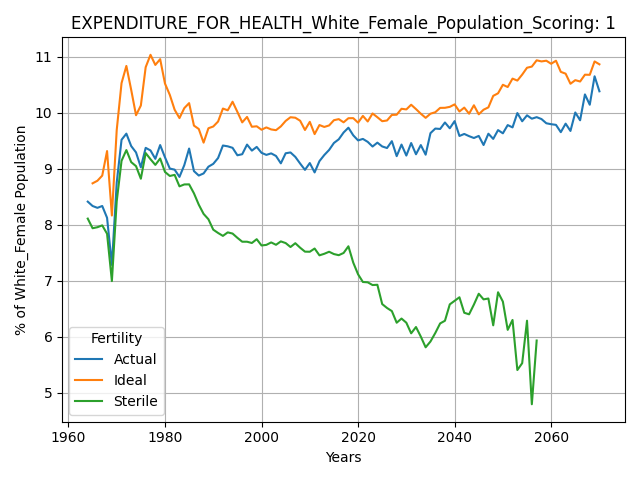 EXPENDITURE_FOR_HEALTH_White_Female_Population_Scoring: 1
% of White_Female Population
11
10
9
8
7
6
5
Fertility
Actual
Ideal
Sterile
1960 1980 2000 2020 2040 2060
Years